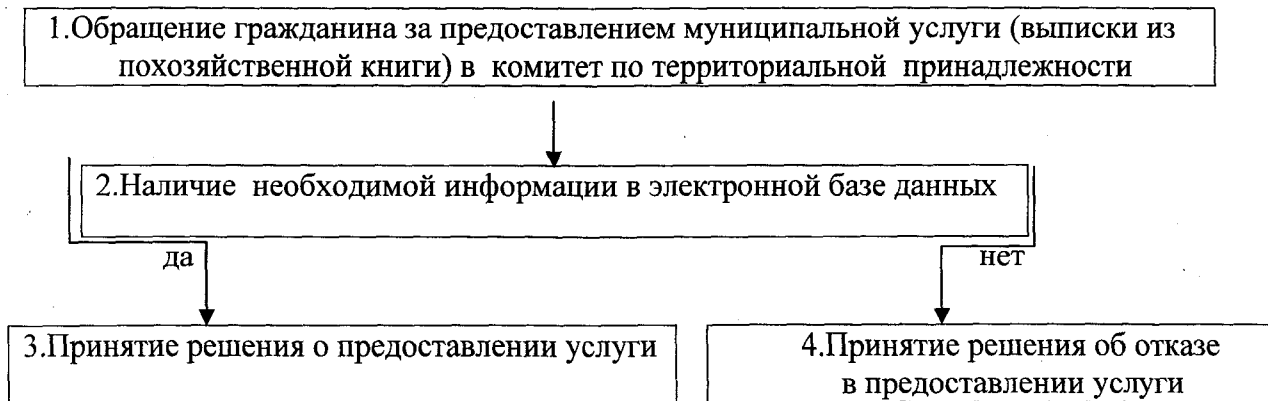 1.Обращение гражданина за предоставлением муниципальной услуги (выписки из
похозяйственной книги) в комитет по территориальной принадлежности
2.Наличие необходимой информации в электронной базе данных
да
нет
3.Принятие решения о предоставлении услуги
4.Принятие решения об отказе
в предоставлении услуги